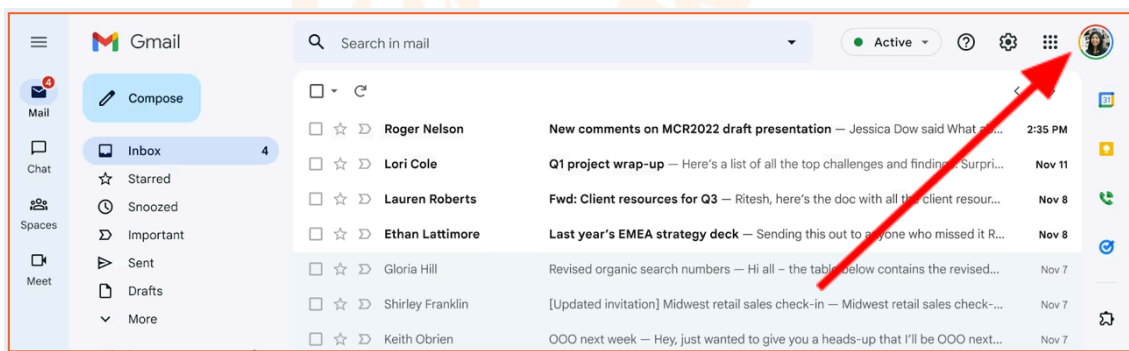 Gmail
Search in mail
Active
4
Mail
Compose
Chat
Inbox 4
Starred
Spaces
Snoozed
Important
Meet
Sent
Drafts
More
31
Roger Nelson New comments on MCR2022 draft presentation — Jessica Dow said What ab... 2:35 PM
Lori Cole Q1 project wrap-up — Here's a list of all the top challenges and findings. Surpri... Nov 11
Lauren Roberts Fwd: Client resources for Q3 — Ritesh, here's the doc with all the client resour... Nov 8
Ethan Lattimore Last year's EMEA strategy deck — Sending this out to anyone who missed it R... Nov 8
Gloria Hill Revised organic search numbers — Hi all – the table below contains the revised... Nov 7
Shirley Franklin [Updated invitation] Midwest retail sales check-in — Midwest retail sales check-... Nov 7
Keith Obrien OOO next week — Hey, just wanted to give you a heads-up that I'll be OOO next... Nov 7